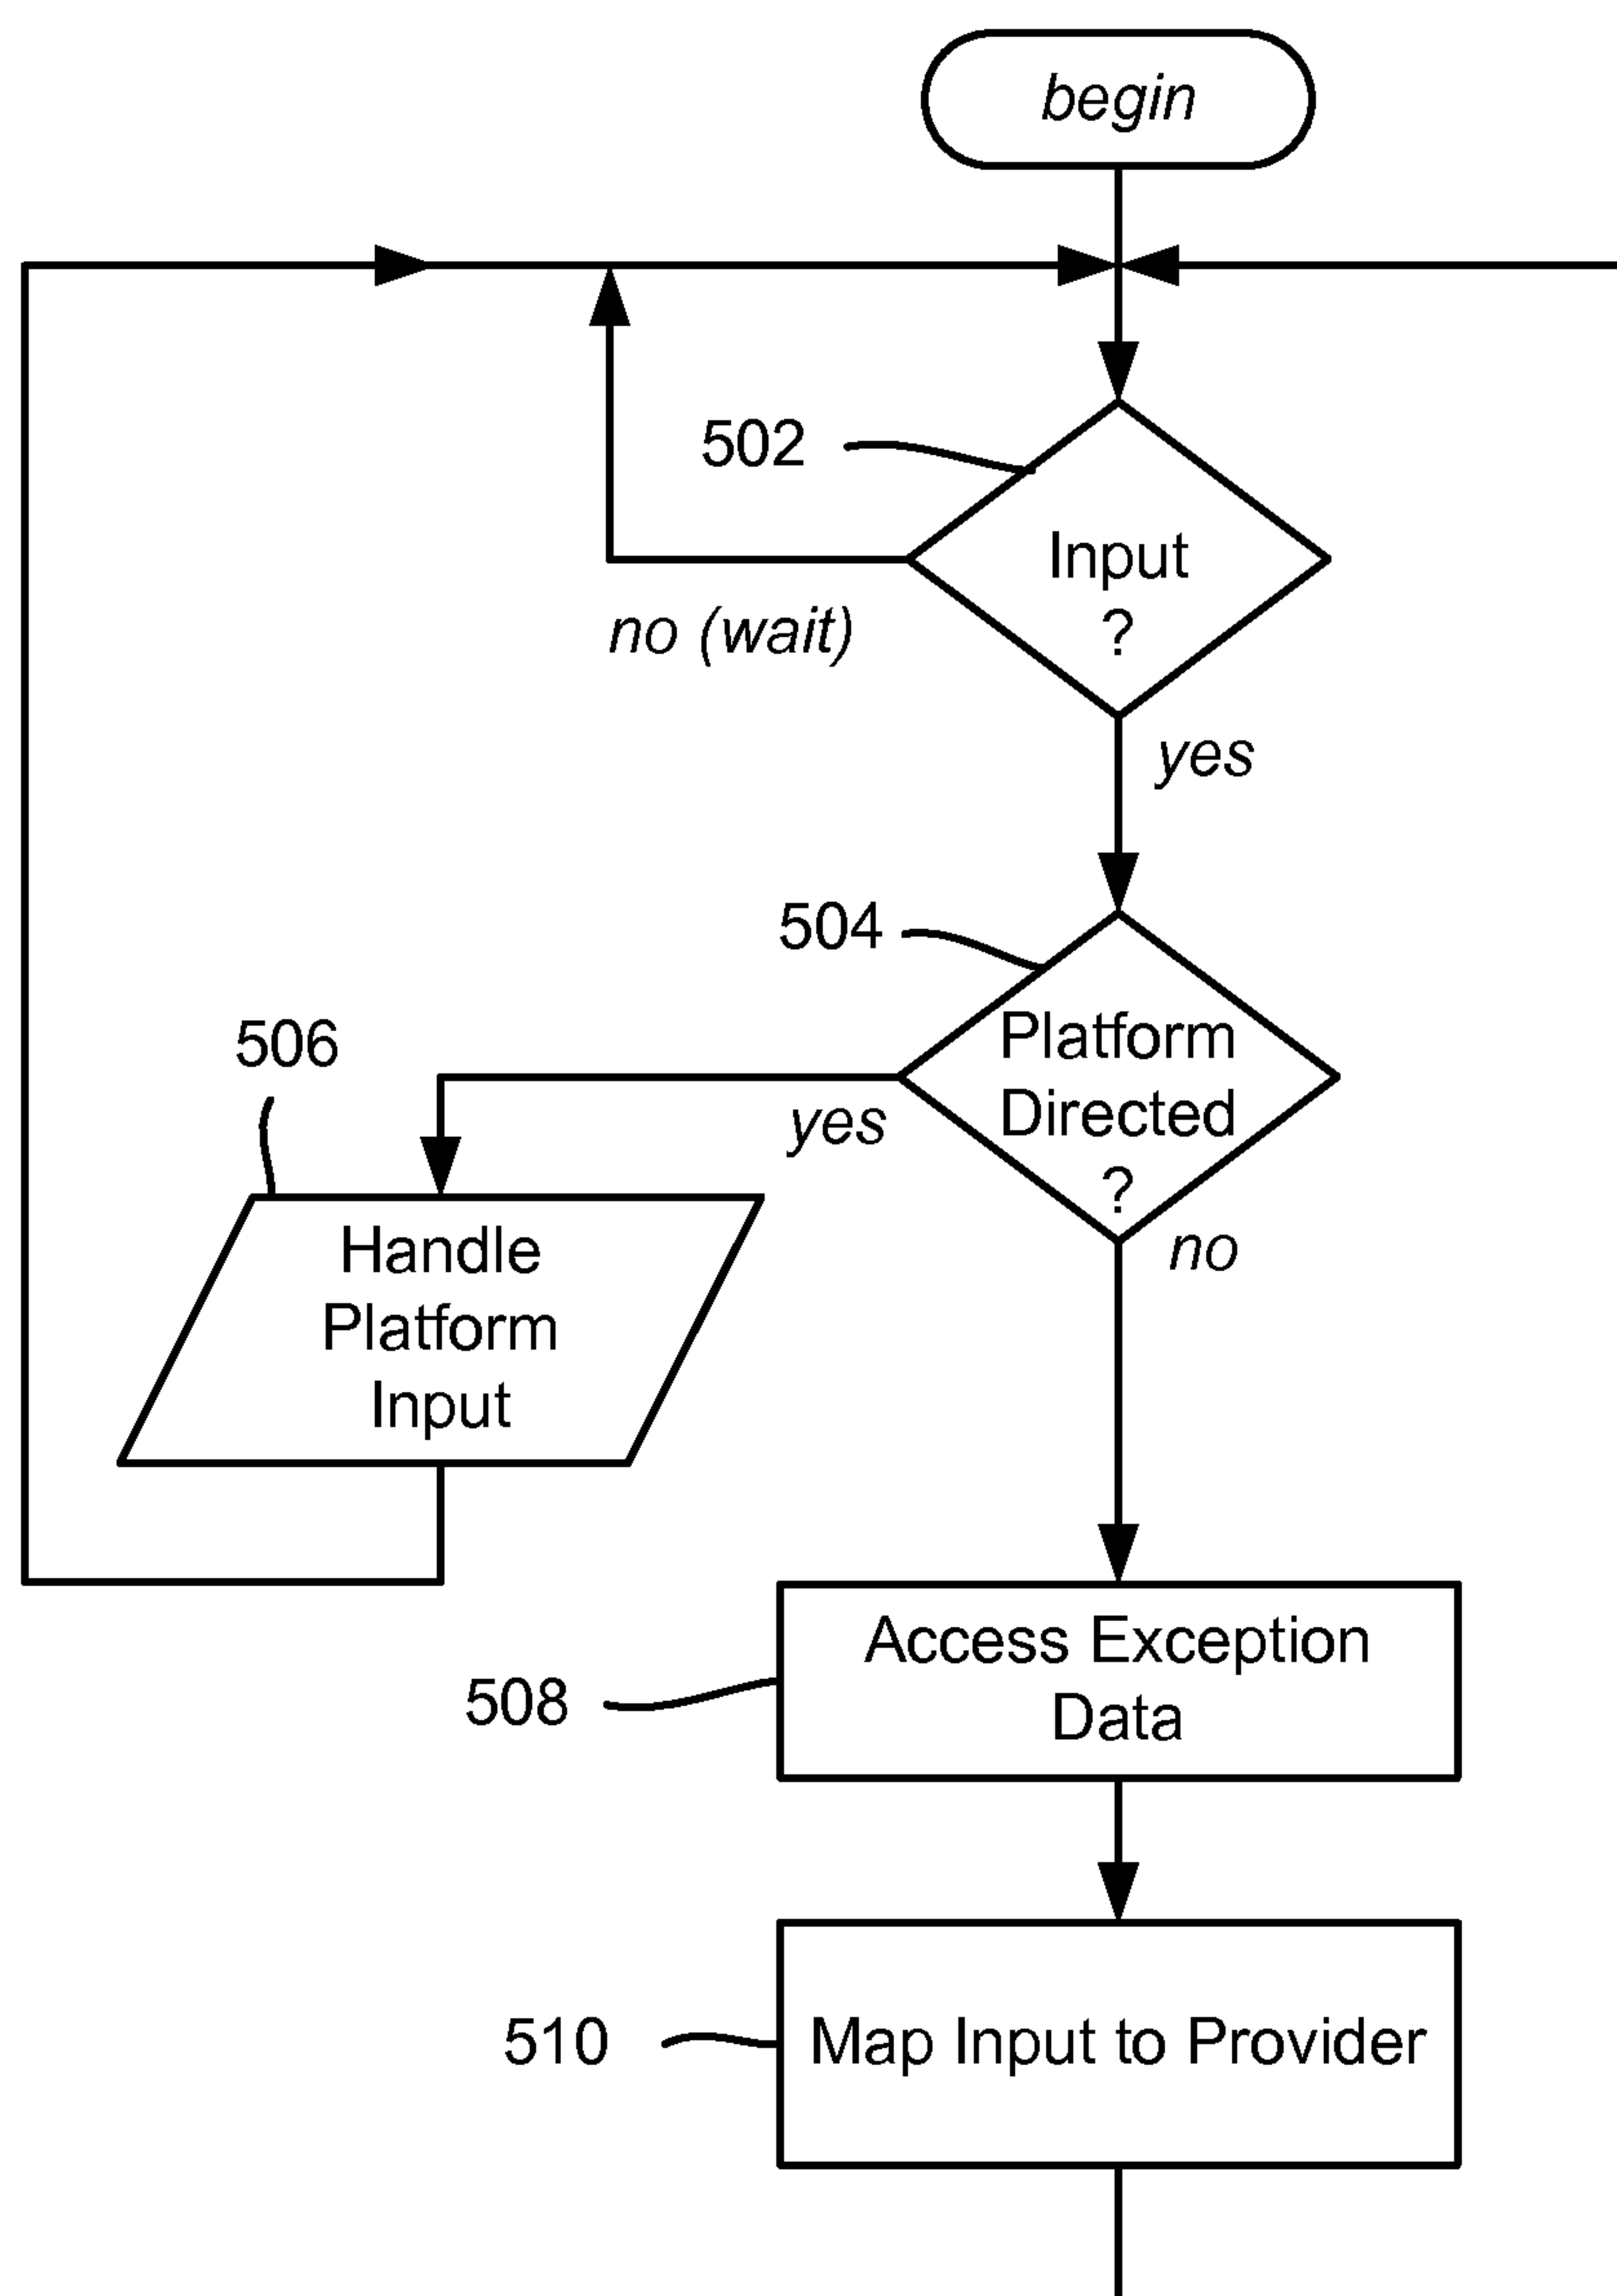 begin
502
Input
?
no (wait)
yes
504
Platform
Directed
?
yes
no
506
Handle
Platform
Input
508
Access Exception
Data
510
Map Input to Provider